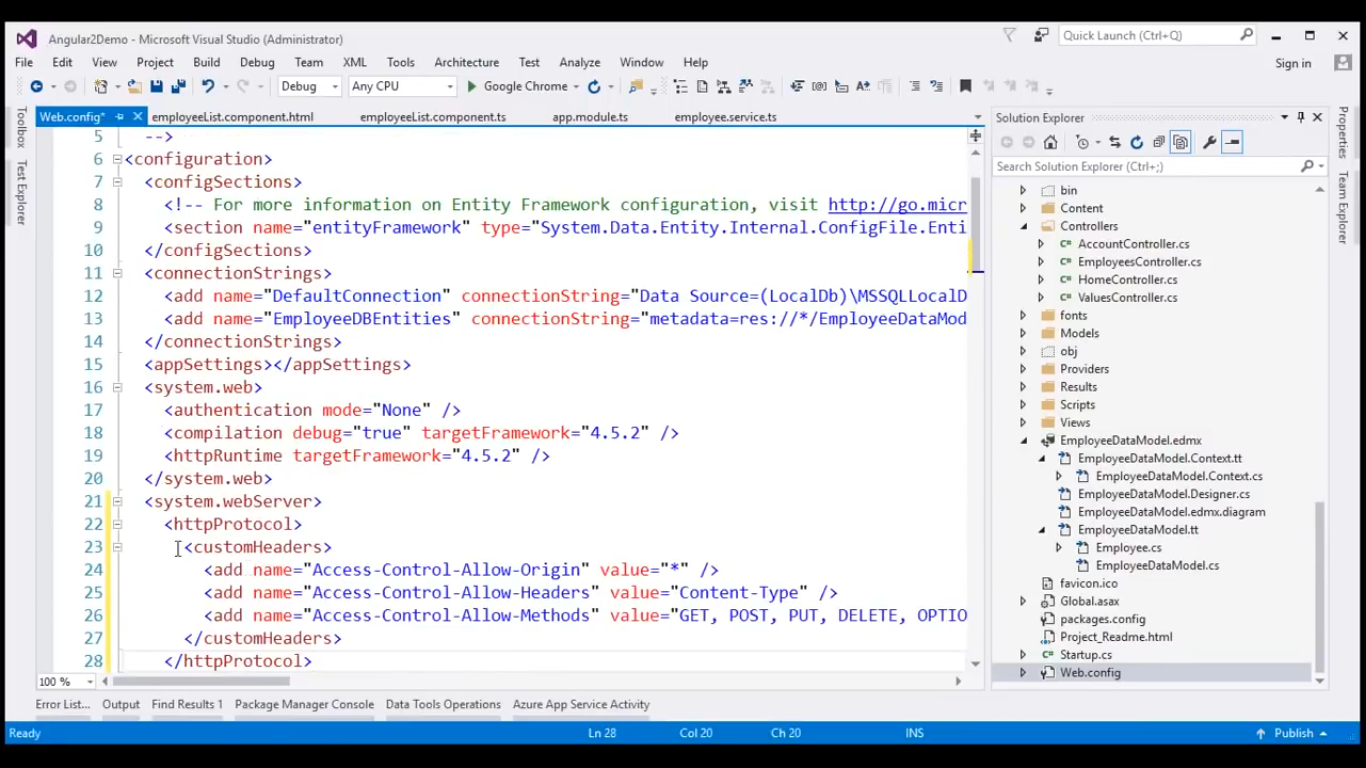 Angular2Demo - Microsoft Visual Studio (Administrator)
Quick Launch (Ctrl+Q)
File Edit View Project Build Debug Team XML Tools Architecture Test Analyze Window Help
Sign in
Debug Any CPU Google Chrome
Web.config* employeeList.component.html employeeList.component.ts app.module.ts employee.service.ts
Toolbox
Test Explorer
5 -->
6 <configuration>
7 <configSections>
8 <!-- For more information on Entity Framework configuration, visit http://go.micr
9 <section name="entityFramework" type="System.Data.Entity.Internal.ConfigFile.Enti
10 </configSections>
11 <connectionStrings>
12 <add name="DefaultConnection" connectionString="Data Source=(LocalDb)\MSSQLLocalD
13 <add name="EmployeeDBEntities" connectionString="metadata=res://*/EmployeeDataMod
14 </connectionStrings>
15 <appSettings></appSettings>
16 <system.web>
17 <authentication mode="None" />
18 <compilation debug="true" targetFramework="4.5.2" />
19 <httpRuntime targetFramework="4.5.2" />
20 </system.web>
21 <system.webServer>
22 <httpProtocol>
23 <customHeaders>
24 <add name="Access-Control-Allow-Origin" value="*" />
25 <add name="Access-Control-Allow-Headers" value="Content-Type" />
26 <add name="Access-Control-Allow-Methods" value="GET, POST, PUT, DELETE, OPTIO
27 </customHeaders>
28 </httpProtocol>
100 %
Solution Explorer
Search Solution Explorer (Ctrl+;)
bin
Content
Controllers
C# AccountController.cs
C# EmployeesController.cs
C# HomeController.cs
C# ValuesController.cs
fonts
Models
obj
Providers
Results
Scripts
Views
EmployeeDataModel.edmx
EmployeeDataModel.Context.tt
EmployeeDataModel.Context.cs
EmployeeDataModel.Designer.cs
EmployeeDataModel.edmx.diagram
EmployeeDataModel.tt
Employee.cs
EmployeeDataModel.cs
favicon.ico
Global.asax
packages.config
Project_Readme.html
C# Startup.cs
Web.config
Properties
Team Explorer
Error List... Output Find Results 1 Package Manager Console Data Tools Operations Azure App Service Activity
Ready Ln 28 Col 20 Ch 20 INS Publish